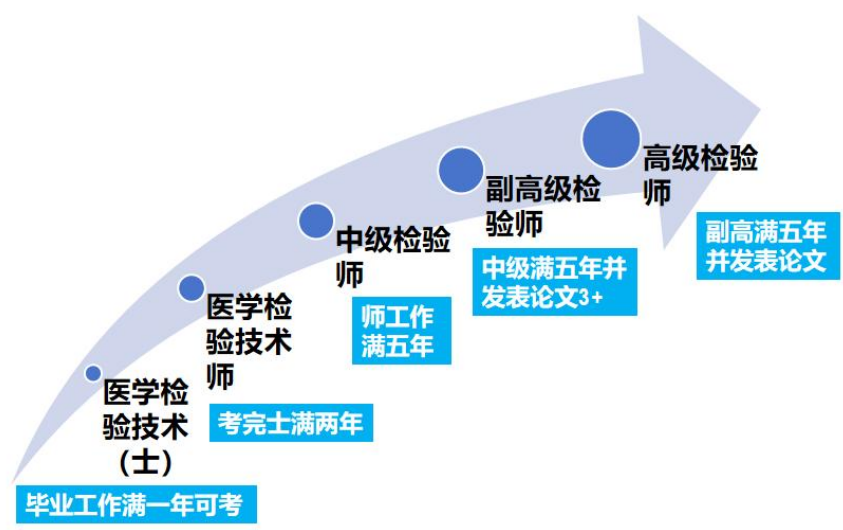 医学检
验技术
（士）
毕业工作满一年可考
医学检
验技术
师
考完士满两年
中级检验
师
师工作
满五年
副高级检
验师
中级满五年并
发表论文3+
高级检验
师
副高满五年
并发表论文